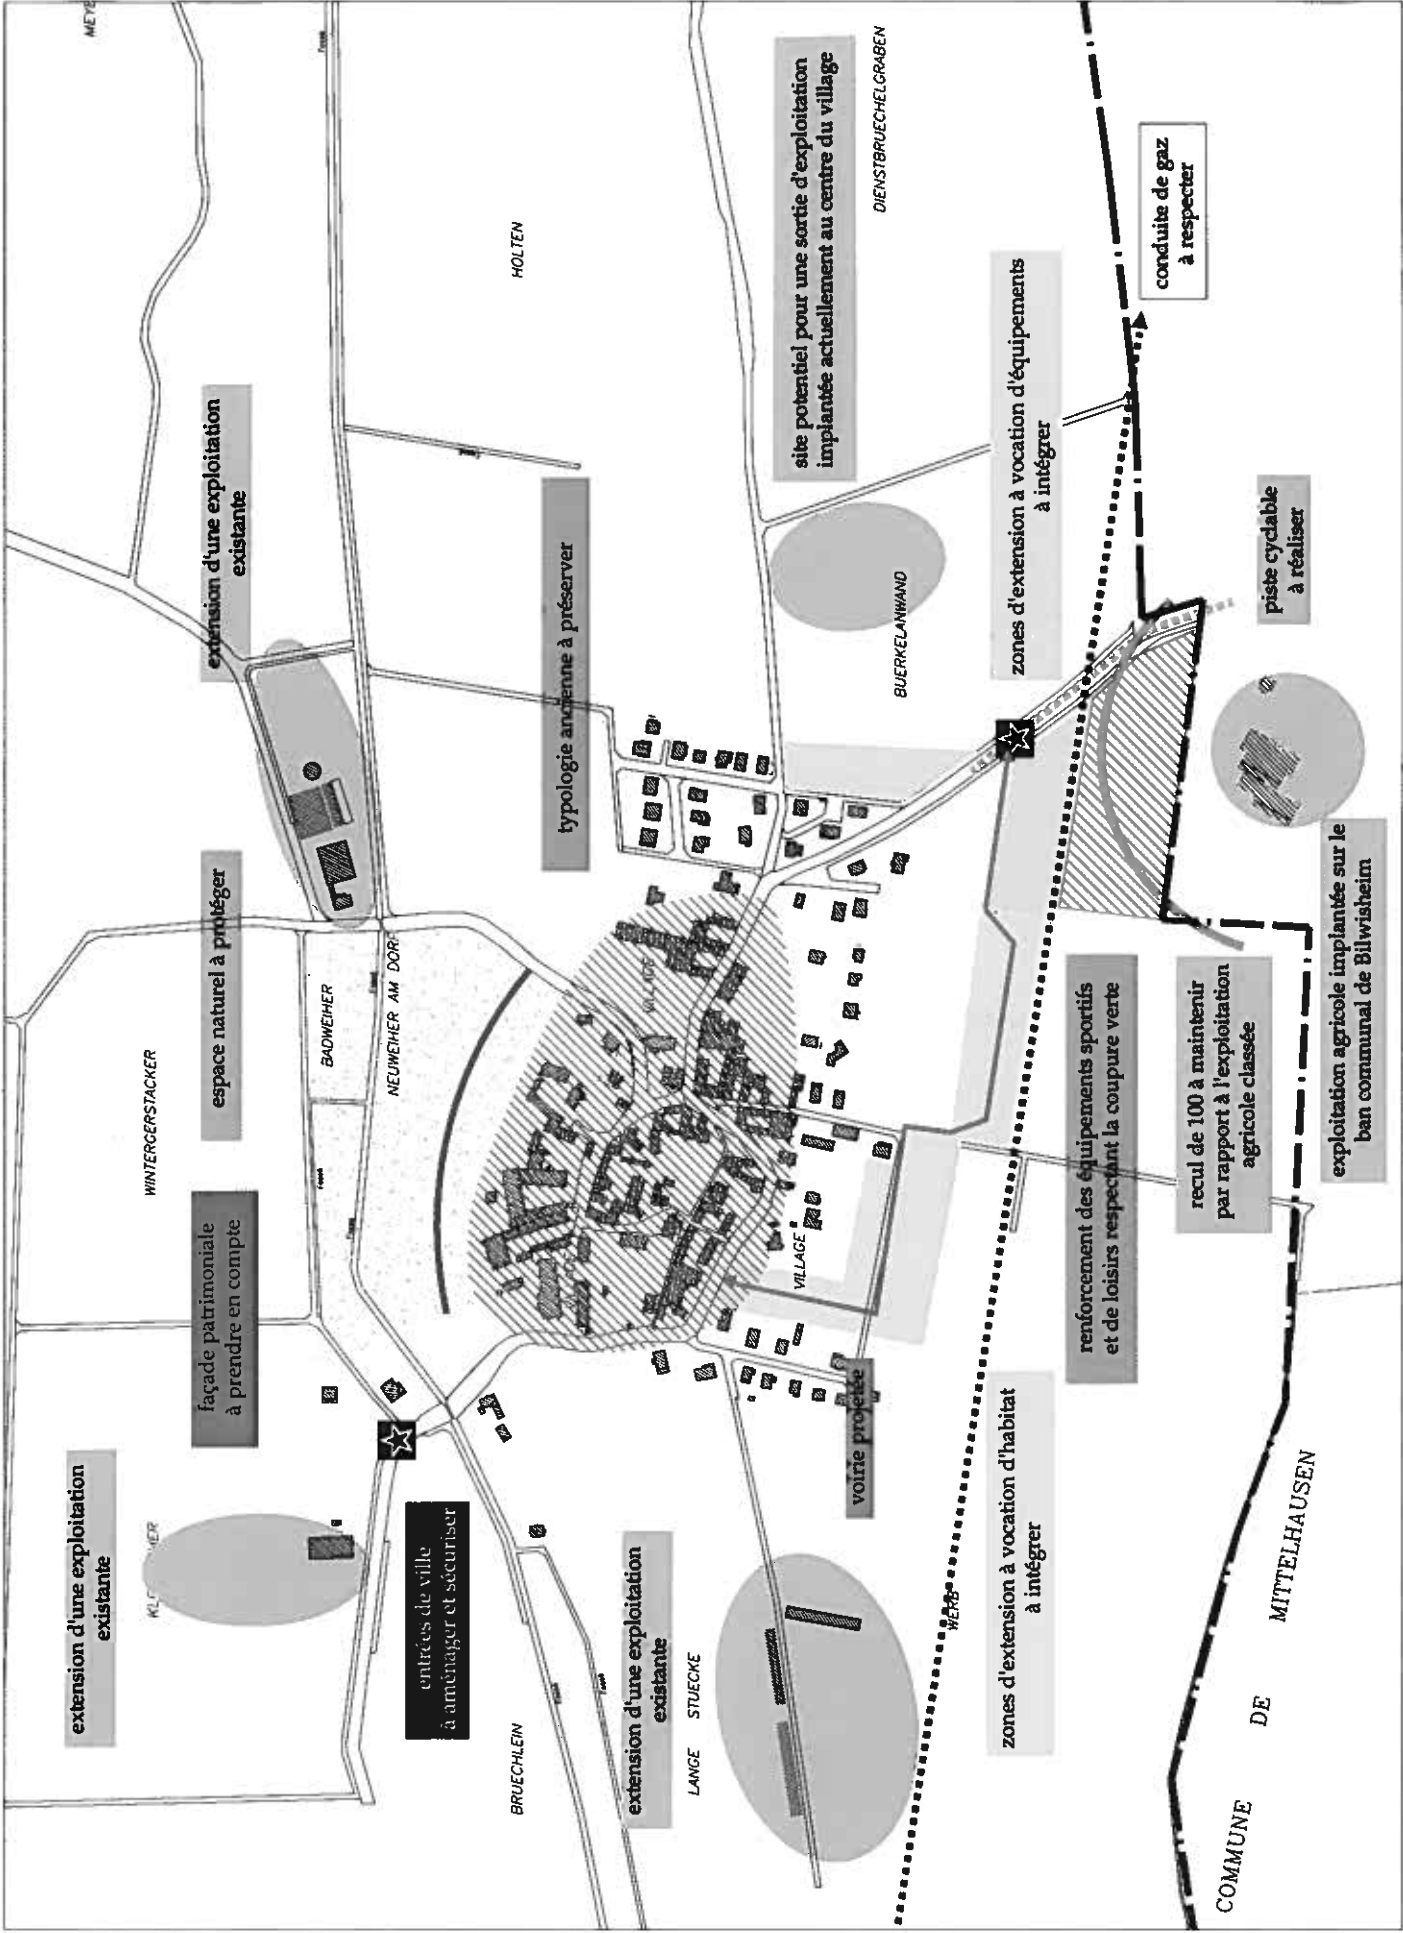 extension d'une exploitation
existante
MEYE
KL
WINTERGERSTACKER
façade patrimoniale
à prendre en compte
espace naturel à protéger
extension d'une exploitation
existante
BADWEIHER
NEUWEIHER AM DORF
entrées de ville
à aménager et sécuriser
BRUECHLEIN
HOLTEN
typologie ancienne à préserver
extension d'une exploitation
existante
VILLAGE
LANGE STUECKE
VILLAGE
site potentiel pour une sortie d'exploitation
implantée actuellement au centre du village
voirie projetée
BUERKELANWAND
DIENSTBRUECHELGRABEN
WERB
zones d'extension à vocation d'habitat
à intégrer
zones d'extension à vocation d'équipements
à intégrer
renforcement des équipements sportifs
et de loisirs respectant la coupure verte
conduite de gaz
à respecter
recul de 100 à maintenir
par rapport à l'exploitation
agricole classée
piste cyclable
à réaliser
COMMUNE DE MITTELHAUSEN
exploitation agricole implantée sur le
ban communal de Bilwisheim